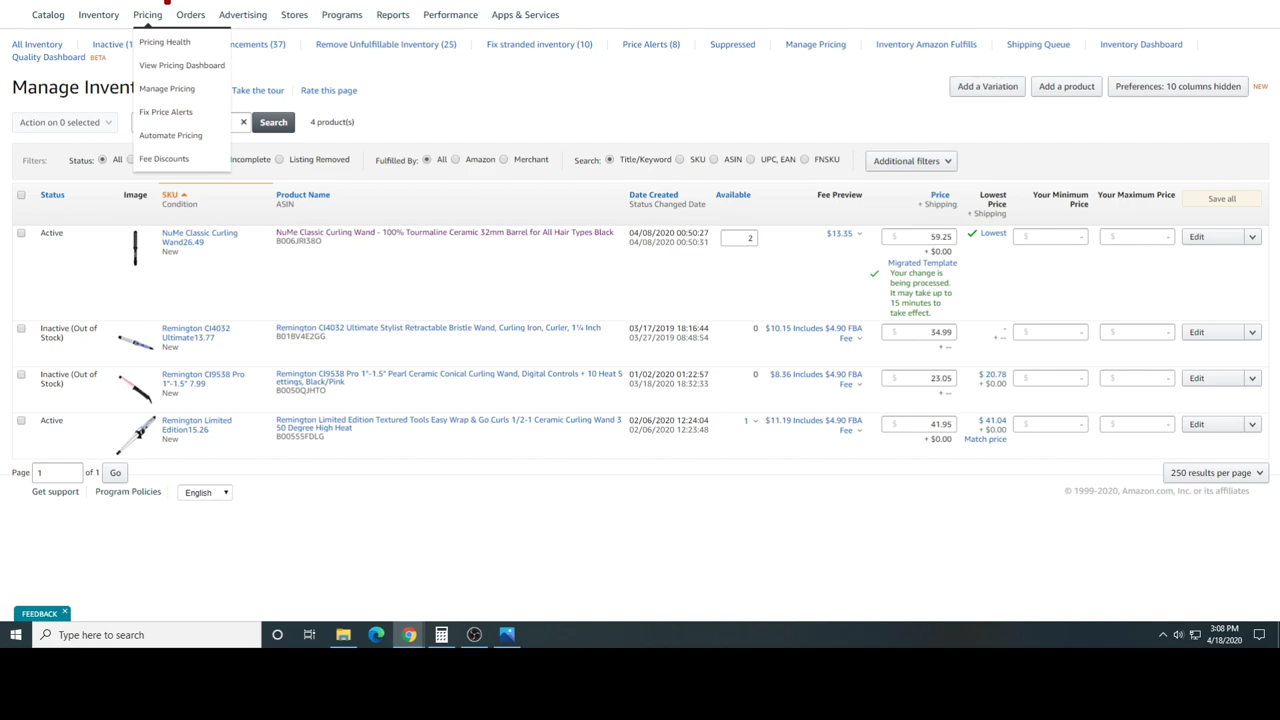 Catalog Inventory Pricing Orders Advertising Stores Programs Reports Performance Apps & Services
All Inventory Inactive (1 ncements (37) Remove Unfulfillable Inventory (25) Fix stranded inventory (10) Price Alerts (8) Suppressed Manage Pricing Inventory Amazon Fulfills Shipping Queue Inventory Dashboard
Quality Dashboard BETA
Pricing Health
View Pricing Dashboard
Manage Pricing
Fix Price Alerts
Automate Pricing
Fee Discounts
Manage Invent Take the tour Rate this page Add a Variation Add a product Preferences: 10 columns hidden NEW
Action on 0 selected × Search 4 product(s)
Filters: Status: All Incomplete Listing Removed Fulfilled By: All Amazon Merchant Search: Title/Keyword SKU ASIN UPC, EAN FNSKU Additional filters
Status Image SKU Product Name Date Created Available Fee Preview Price Lowest Price Your Minimum Price Your Maximum Price Save all
Condition ASIN Status Changed Date + Shipping + Shipping
Active NuMe Classic Curling NuMe Classic Curling Wand - 100% Tourmaline Ceramic 32mm Barrel for All Hair Types Black 04/08/2020 00:50:27 2 $13.35 $ 59.25 Lowest $ - $ - Edit
Wand26.49 B006JRI38O 04/08/2020 00:50:31
New + $0.00
Migrated Template
Your change is
being processed.
It may take up to
15 minutes to
take effect.
Inactive (Out of Remington CI4032 Remington CI4032 Ultimate Stylist Retractable Bristle Wand, Curling Iron, Curler, 1¼ Inch 03/17/2019 18:16:44 0 $10.15 Includes $4.90 FBA $ 34.99 - $ - $ - Edit
Stock) Ultimate13.77 B01BV4E2GG 03/27/2019 08:48:54 Fee + --
New + --
Inactive (Out of Remington CI9538 Pro Remington CI9538 Pro 1"-1.5" Pearl Ceramic Conical Curling Wand, Digital Controls + 10 Heat S 01/02/2020 01:22:57 0 $8.36 Includes $4.90 FBA $ 23.05 $ 20.78 $ - $ - Edit
Stock) 1"-1.5" 7.99 ettings, Black/Pink 03/18/2020 18:32:33 Fee + $0.00
New B0050QJHTO + --
Active Remington Limited Remington Limited Edition Textured Tools Easy Wrap & Go Curls 1/2-1 Ceramic Curling Wand 3 02/06/2020 12:24:04 1 $11.19 Includes $4.90 FBA $ 41.95 $ 41.04 $ - $ - Edit
Edition15.26 50 Degree High Heat 02/06/2020 12:23:48 Fee + $0.00
New B00555FDLG + $0.00 Match price
Page 1 of 1 Go 250 results per page
Get support Program Policies English © 1999-2020, Amazon.com, Inc. or its affiliates
FEEDBACK ×
Type here to search 3:08 PM
4/18/2020